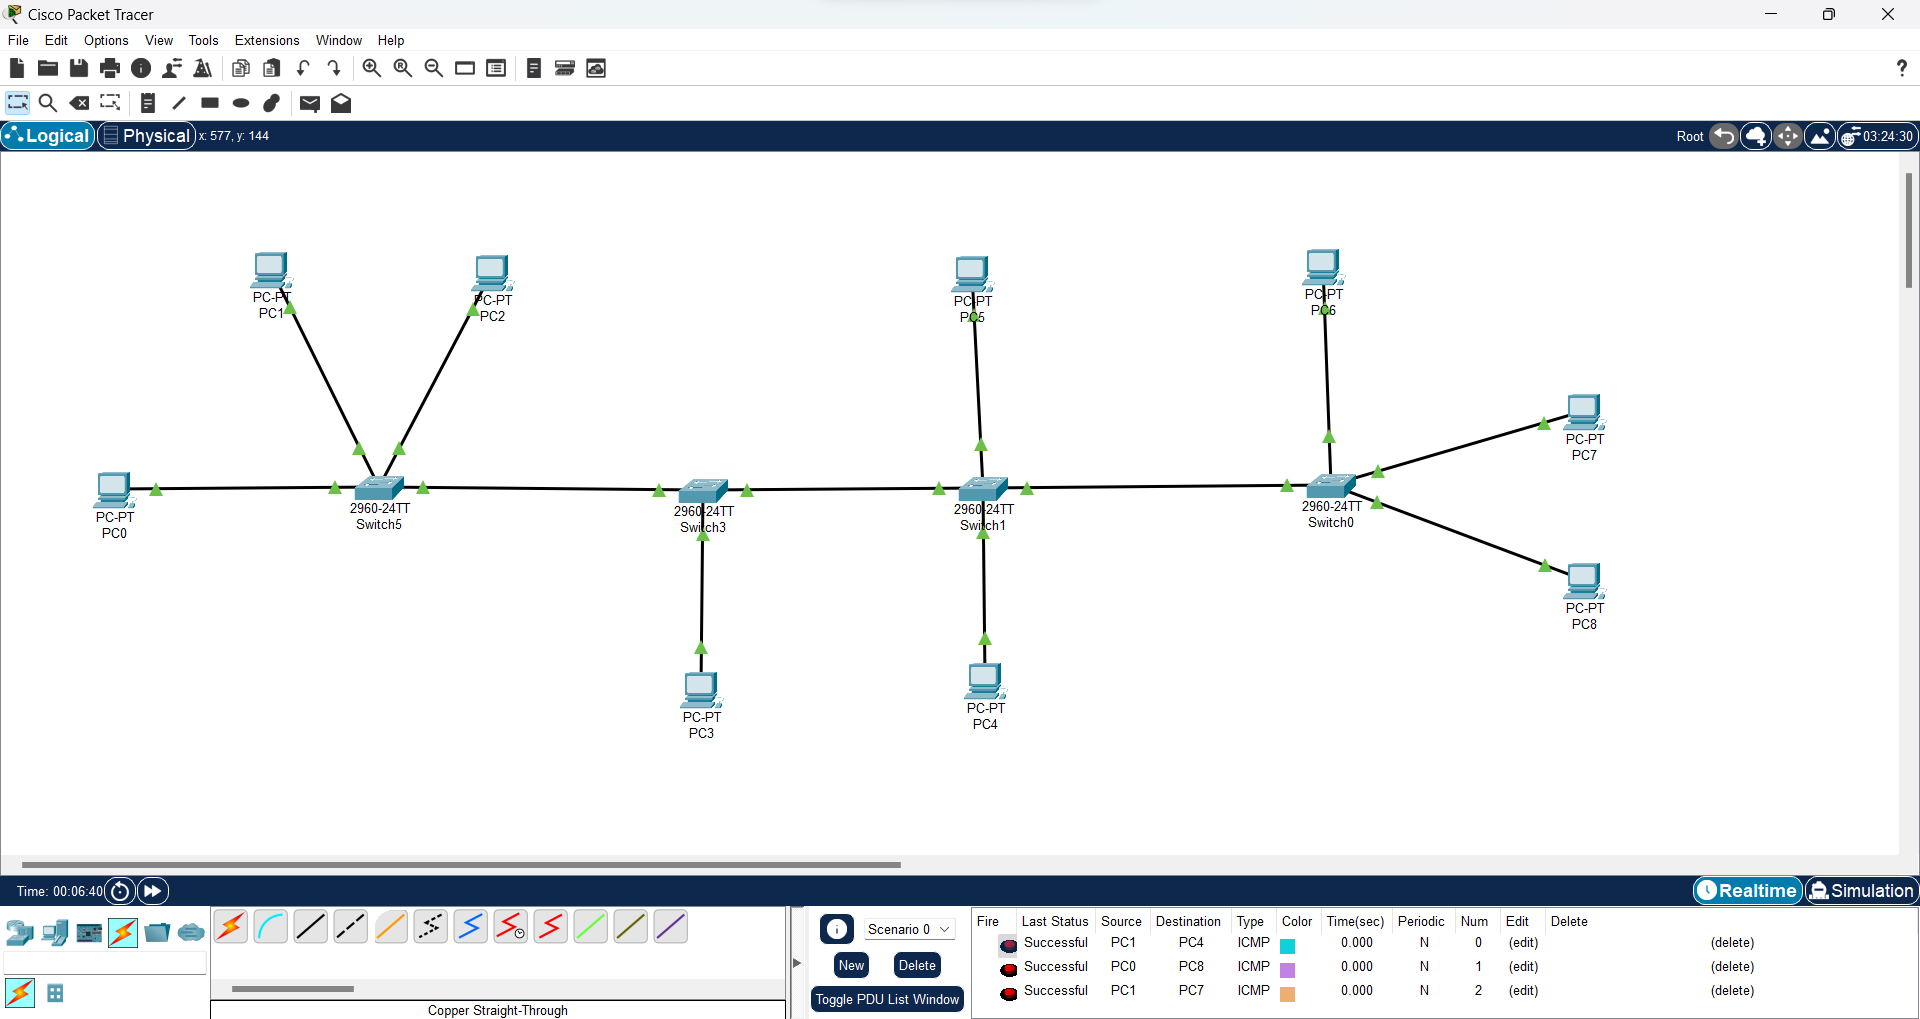 Cisco Packet Tracer
File Edit Options View Tools Extensions Window Help
Logical Physical x: 577, y: 144 Root 03:24:30
PC-PT
PC1
PC-PT
PC2
PC-PT
PC5
PC-PT
PC6
PC-PT
PC7
PC-PT
PC0
2960-24TT
Switch5
2960-24TT
Switch3
2960-24TT
Switch1
2960-24TT
Switch0
PC-PT
PC8
PC-PT
PC3
PC-PT
PC4
Time: 00:06:40 Realtime Simulation
Copper Straight-Through
Scenario 0
New Delete
Toggle PDU List Window
Fire Last Status Source Destination Type Color Time(sec) Periodic Num Edit Delete
Successful PC1 PC4 ICMP 0.000 N 0 (edit) (delete)
Successful PC0 PC8 ICMP 0.000 N 1 (edit) (delete)
Successful PC1 PC7 ICMP 0.000 N 2 (edit) (delete)